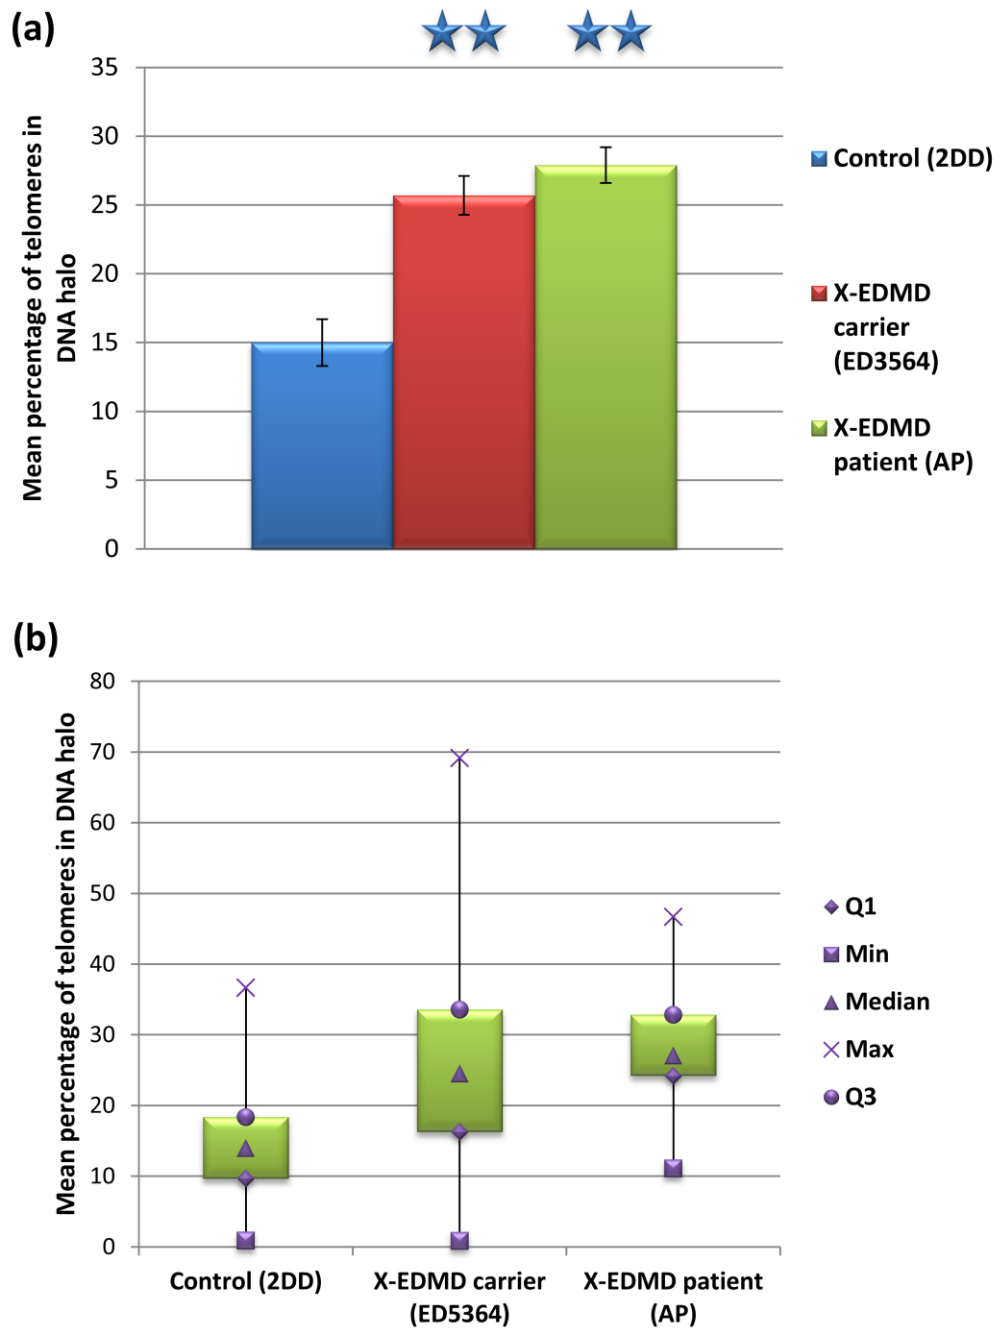 (a)
Mean percentage of telomeres in
DNA halo
35
30
25
20
15
10
5
0
Control (2DD)
X-EDMD
carrier
(ED3564)
X-EDMD
patient (AP)
(b)
Mean percentage of telomeres in DNA halo
80
70
60
50
40
30
20
10
0
Control (2DD)
X-EDMD carrier
(ED5364)
X-EDMD patient
(AP)
Q1
Min
Median
Max
Q3